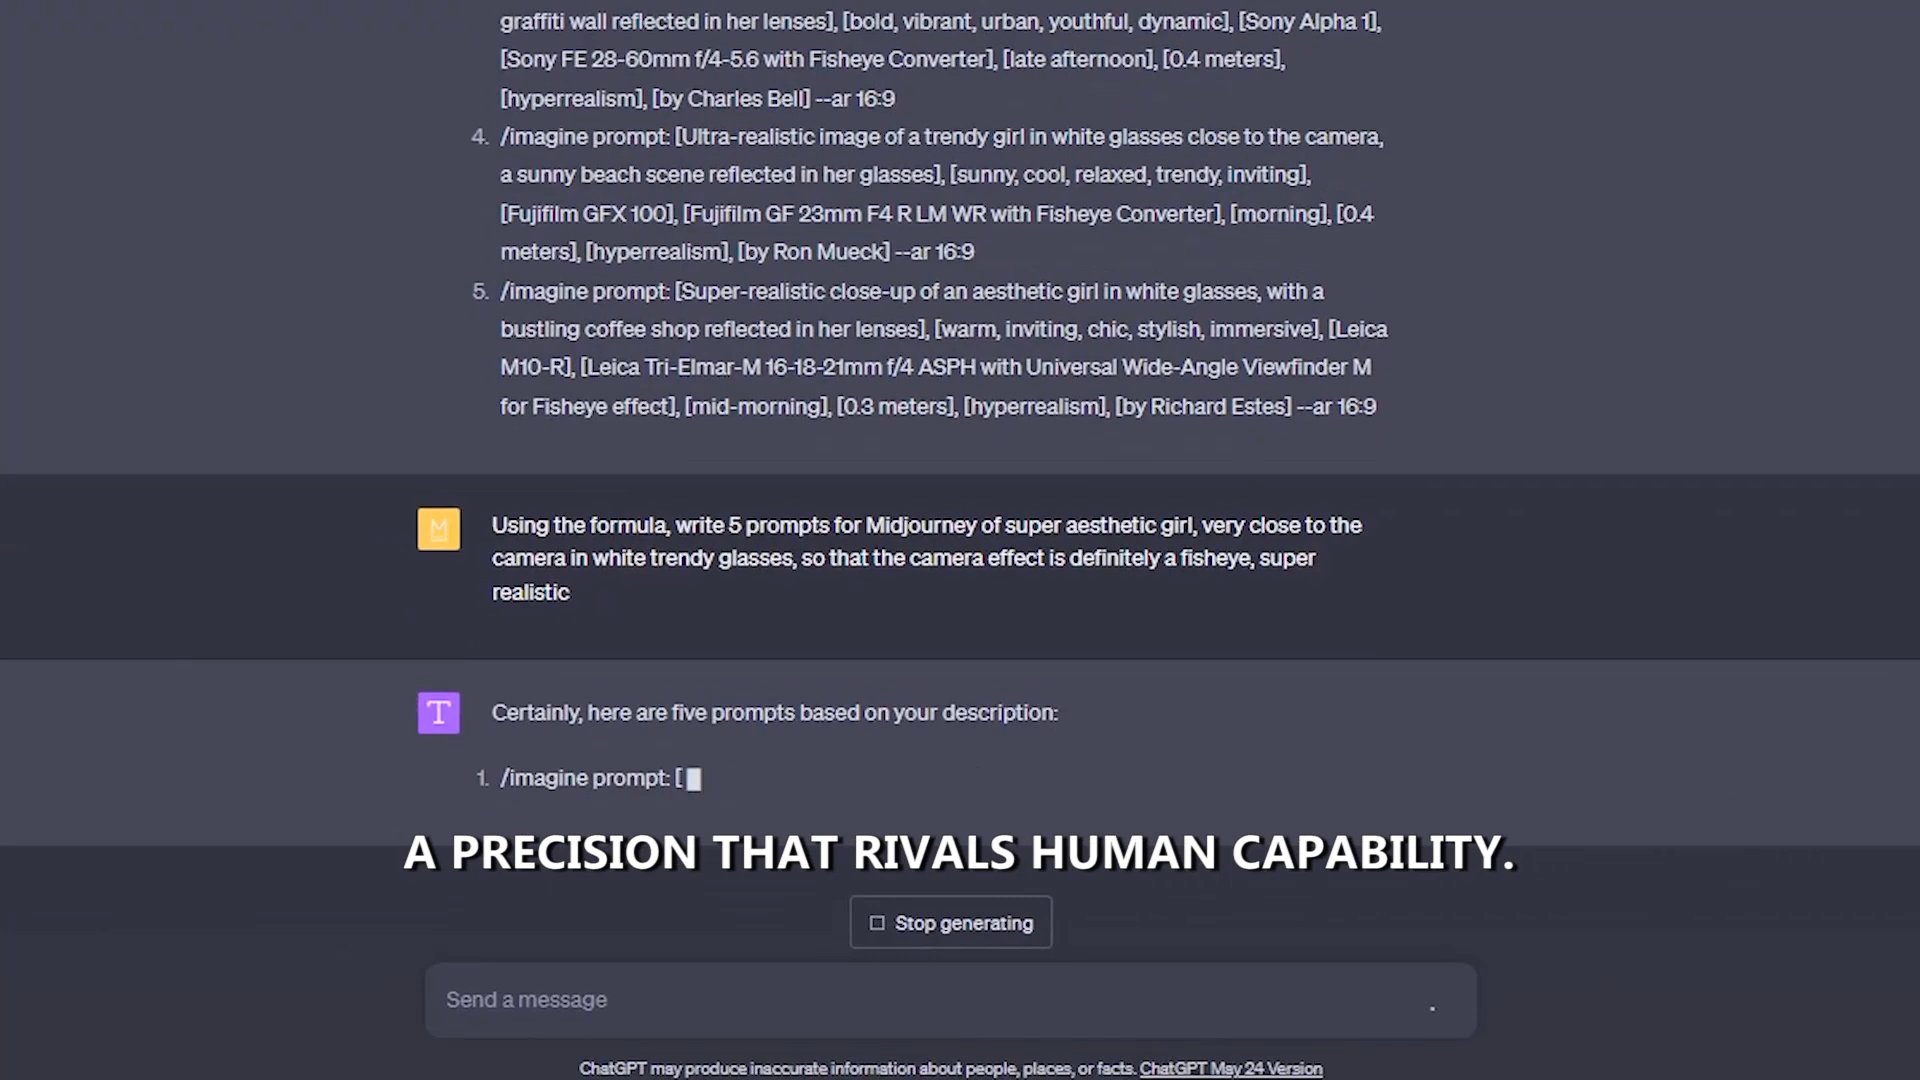 graffiti wall reflected in her lenses], [bold, vibrant, urban, youthful, dynamic], [Sony Alpha 1],
[Sony FE 28-60mm f/4-5.6 with Fisheye Converter], [late afternoon], [0.4 meters],
[hyperrealism], [by Charles Bell] --ar 16:9
4. /imagine prompt: [Ultra-realistic image of a trendy girl in white glasses close to the camera,
a sunny beach scene reflected in her glasses], [sunny, cool, relaxed, trendy, inviting],
[Fujifilm GFX 100], [Fujifilm GF 23mm F4 R LM WR with Fisheye Converter], [morning], [0.4
meters], [hyperrealism], [by Ron Mueck] --ar 16:9
5. /imagine prompt: [Super-realistic close-up of an aesthetic girl in white glasses, with a
bustling coffee shop reflected in her lenses], [warm, inviting, chic, stylish, immersive], [Leica
M10-R], [Leica Tri-Elmar-M 16-18-21mm f/4 ASPH with Universal Wide-Angle Viewfinder M
for Fisheye effect], [mid-morning], [0.3 meters], [hyperrealism], [by Richard Estes] --ar 16:9
M
Using the formula, write 5 prompts for Midjourney of super aesthetic girl, very close to the
camera in white trendy glasses, so that the camera effect is definitely a fisheye, super
realistic
T
Certainly, here are five prompts based on your description:
1. /imagine prompt: [
A PRECISION THAT RIVALS HUMAN CAPABILITY.
Stop generating
Send a message
ChatGPT may produce inaccurate information about people, places, or facts. ChatGPT May 24 Version